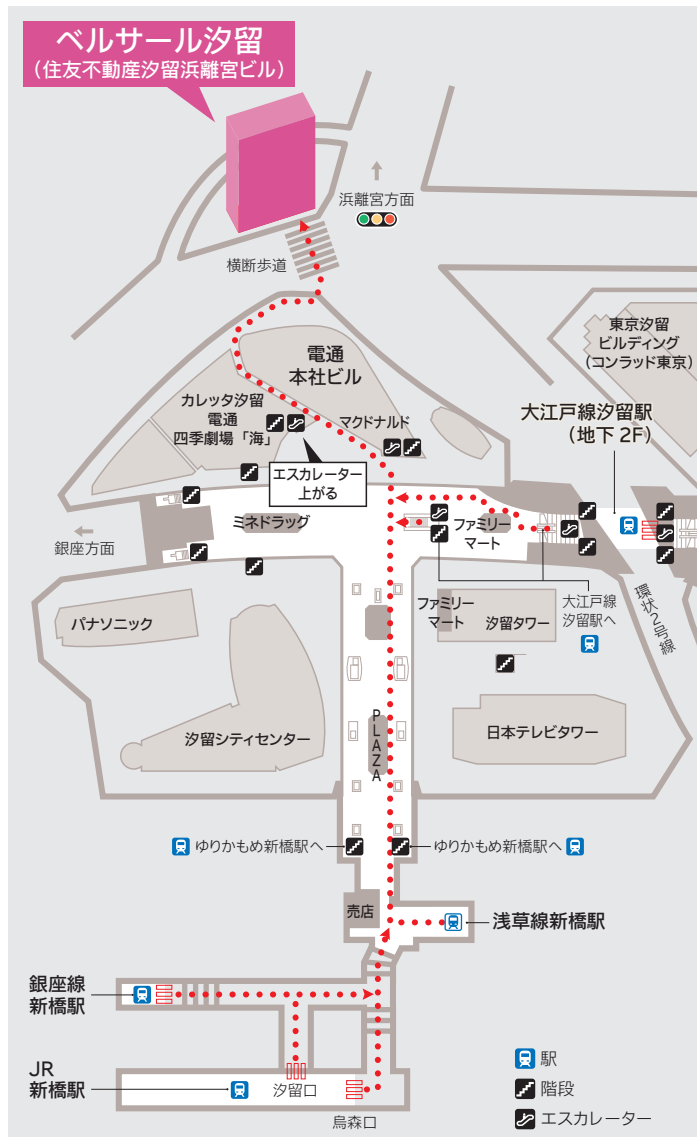 ベルサール汐留
（住友不動産汐留浜離宮ビル）
浜離宮方面
横断歩道
東京汐留
ビルディング
（コンラッド東京）
電通
本社ビル
カレッタ汐留
電通
四季劇場「海」
マクドナルド
大江戸線汐留駅
（地下2F）
エスカレーター
上がる
ミネドラッグ
ファミリー
マート
銀座方面
パナソニック
ファミリー
マート
汐留タワー
大江戸線
汐留駅へ
環状2号線
汐留シティセンター
PLAZA
日本テレビタワー
ゆりかもめ新橋駅へ
ゆりかもめ新橋駅へ
売店
浅草線新橋駅
銀座線
新橋駅
JR
新橋駅
汐留口
烏森口
駅
階段
エスカレーター